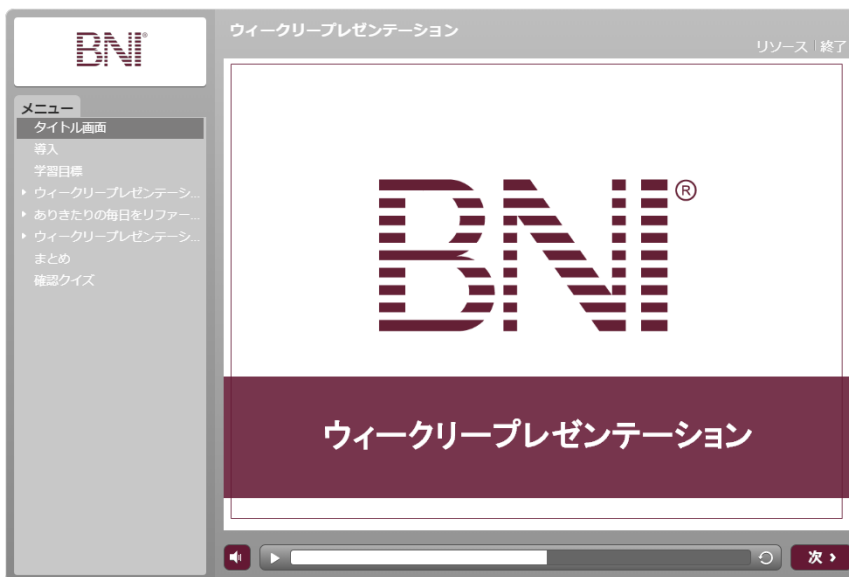 BNI®
ウィークリープレゼンテーション
リソース
終了
メニュー
タイトル画面
導入
学習目標
ウィークリープレゼンテーシ...
ありきたりの毎日をリファー...
ウィークリープレゼンテーシ...
まとめ
確認クイズ
BNI®
ウィークリープレゼンテーション
次